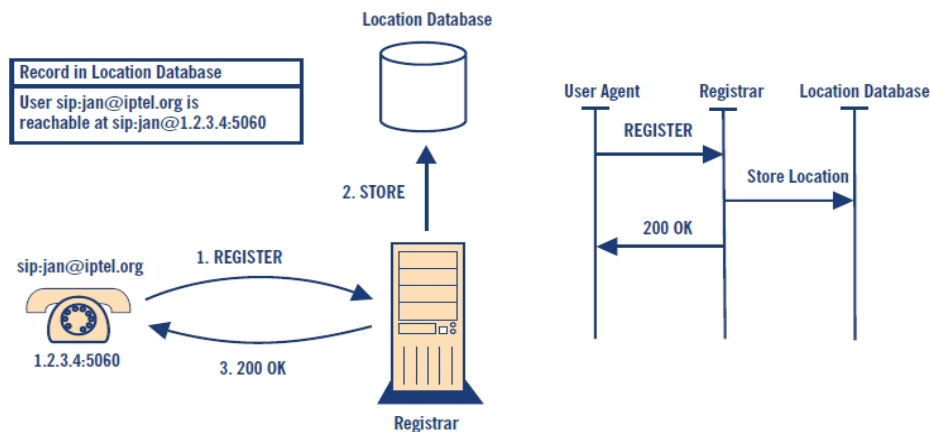 Location Database
Record in Location Database
User sip:jan@iptel.org is
reachable at sip:jan@1.2.3.4:5060
2. STORE
sip:jan@iptel.org
1. REGISTER
1.2.3.4:5060
3. 200 OK
Registrar
User Agent
Registrar
Location Database
REGISTER
Store Location
200 OK